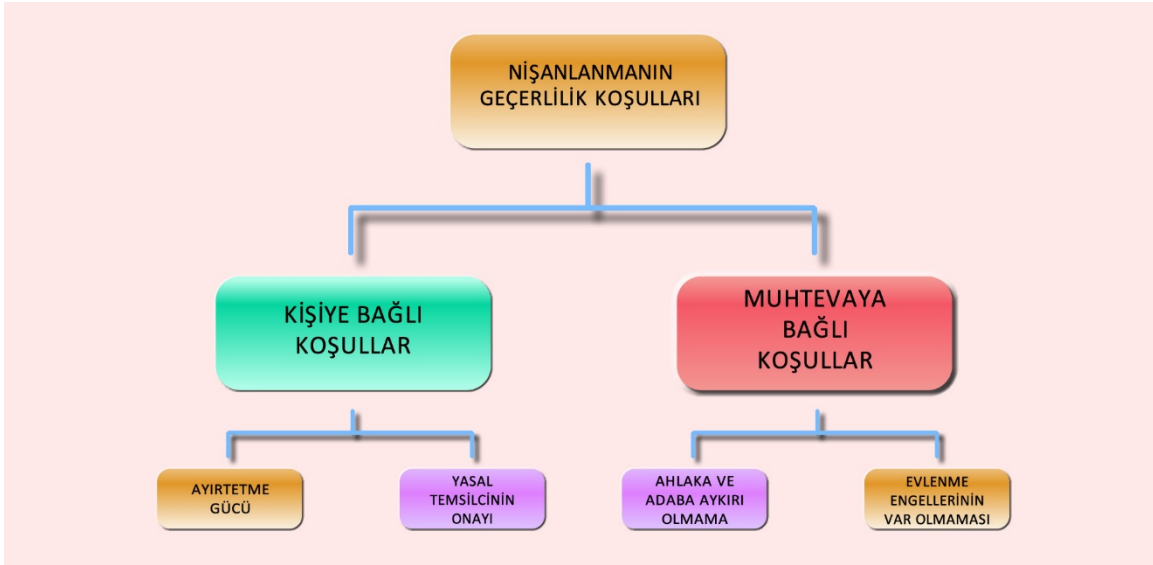 NİŞANLANMANIN
GEÇERLİLİK KOŞULLARI
KİŞİYE BAĞLI
KOŞULLAR
MUHTEVAYA
BAĞLI
KOŞULLAR
AYIRTETME
GÜCÜ
YASAL
TEMSİLCİNİN
ONAYI
AHLAKA VE
ADABA AYKIRI
OLMAMA
EVLENME
ENGELLERİNİN
VAR OLMAMASI